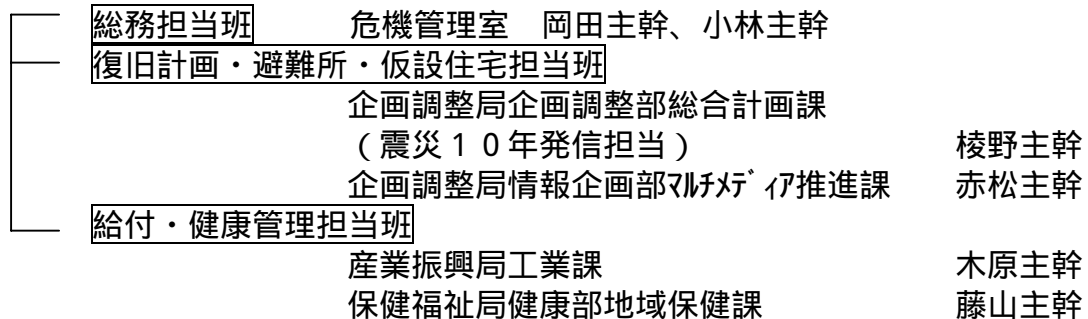 総務担当班　危機管理室　岡田主幹、小林主幹
復旧計画・避難所・仮設住宅担当班
企画調整局企画調整部総合計画課
（震災１０年発信担当）　棱野主幹
企画調整局情報企画部ﾏﾙﾁﾒﾃﾞｨｱ推進課　赤松主幹
給付・健康管理担当班
産業振興局工業課　木原主幹
保健福祉局健康部地域保健課　藤山主幹